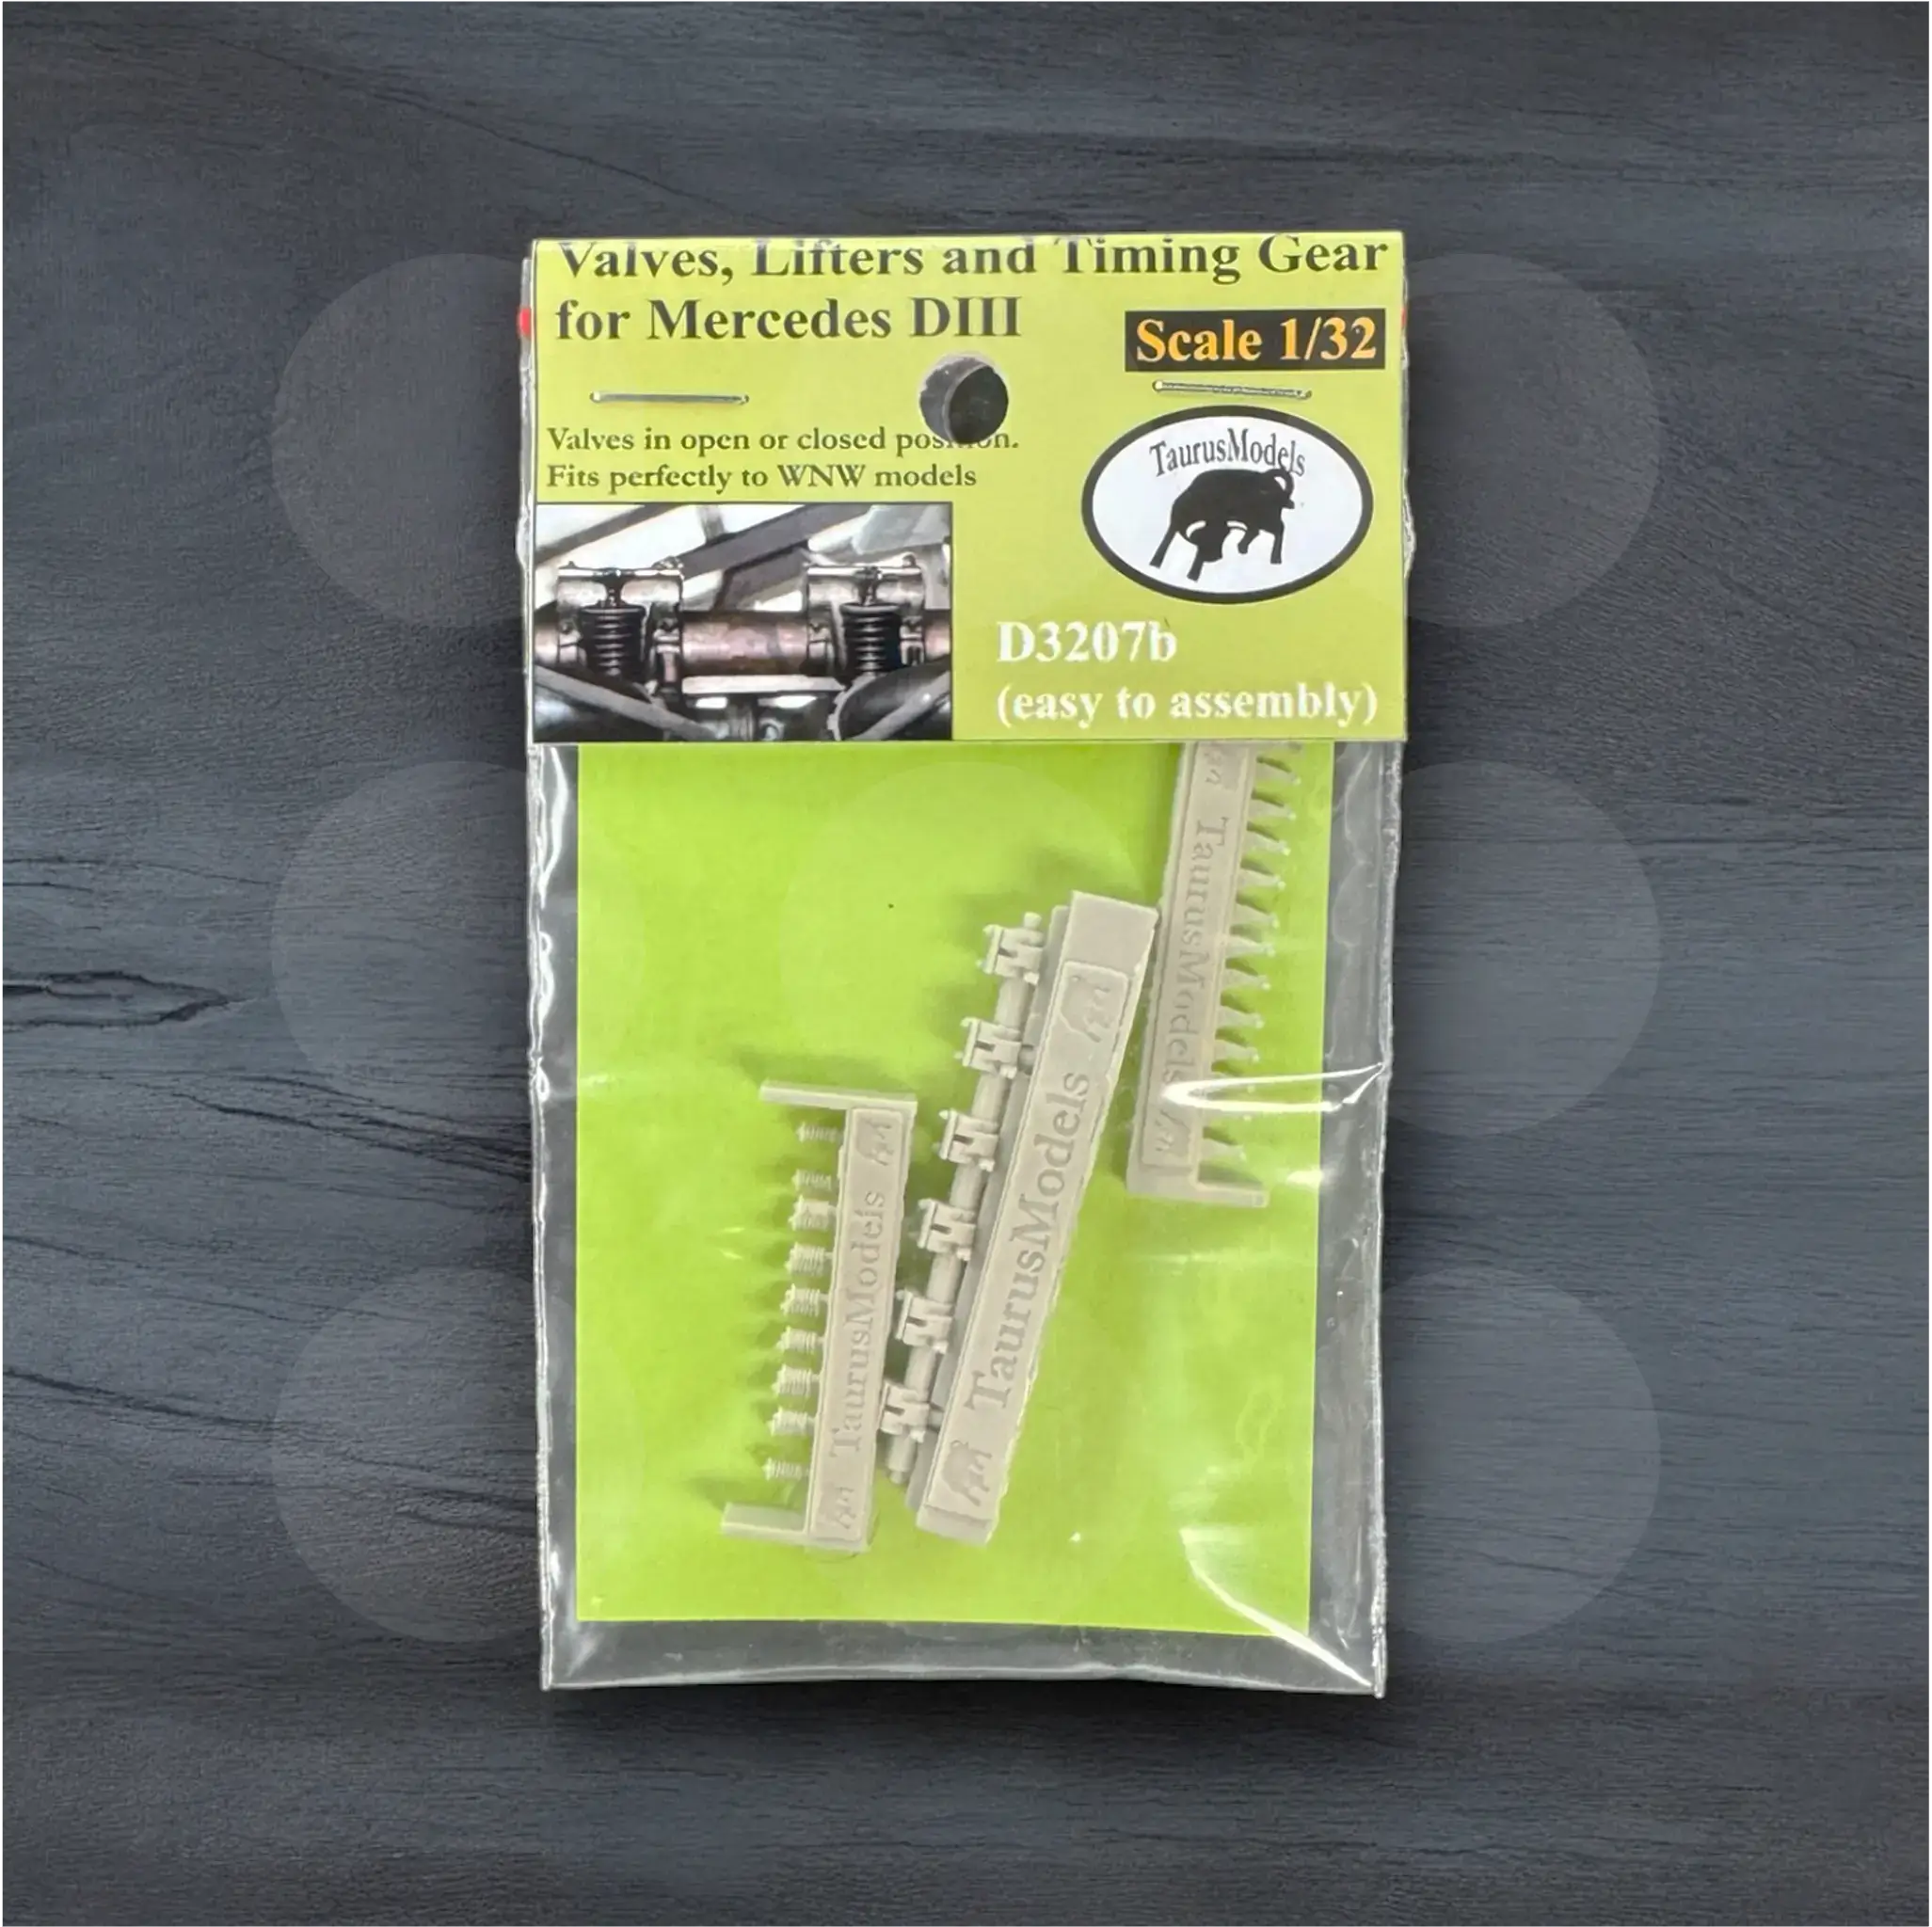 Valves, Lifters and Timing Gear
for Mercedes DIII
Scale 1/32
Valves in open or closed position.
Fits perfectly to WNW models
TaurusModels
D3207b
(easy to assembly)
TaurusModels
TaurusModels
TaurusModels